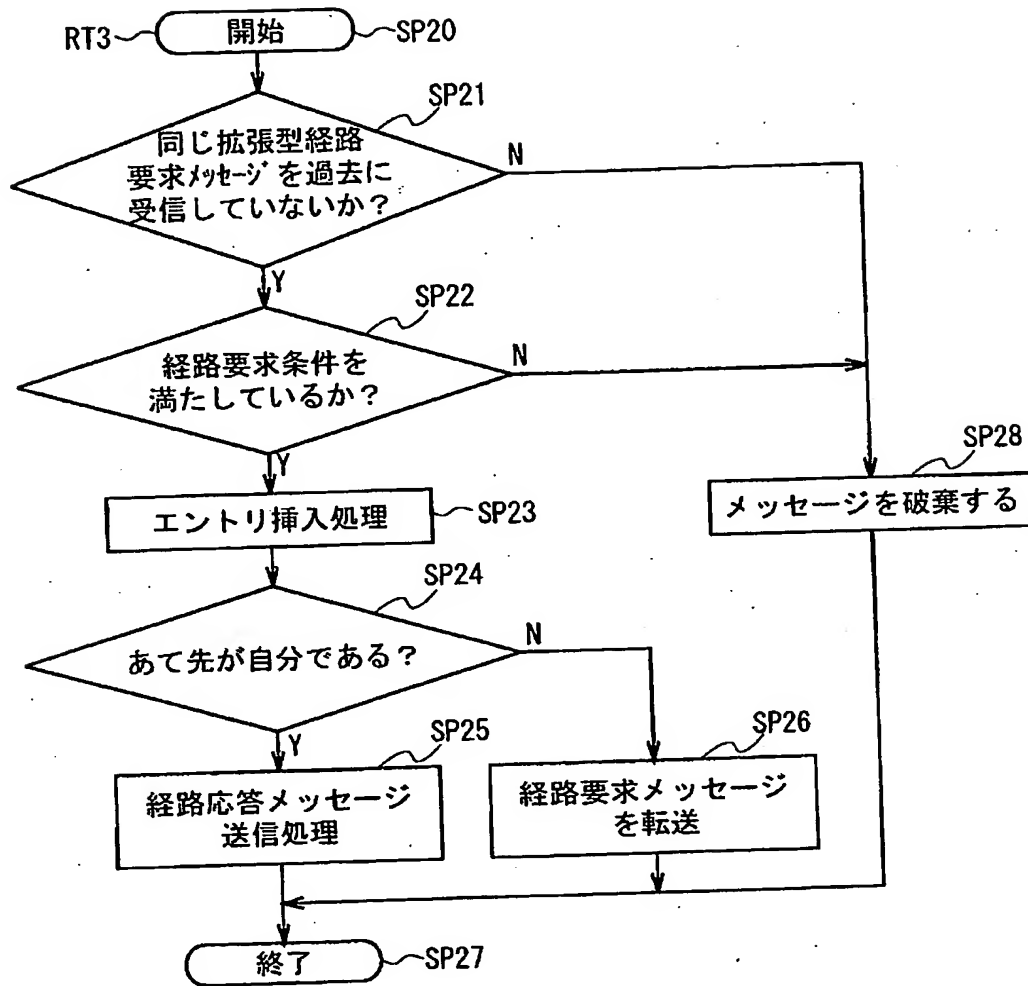 RT3
開始
SP20
SP21
同じ拡張型経路
要求ﾒｯｾｰｼﾞを過去に
受信していないか？
N
Y
SP22
経路要求条件を
満たしているか？
N
Y
SP28
エントリ挿入処理
SP23
メッセージを破棄する
SP24
あて先が自分である？
N
Y
SP25
SP26
経路応答メッセージ
送信処理
経路要求メッセージ
を転送
終了
SP27